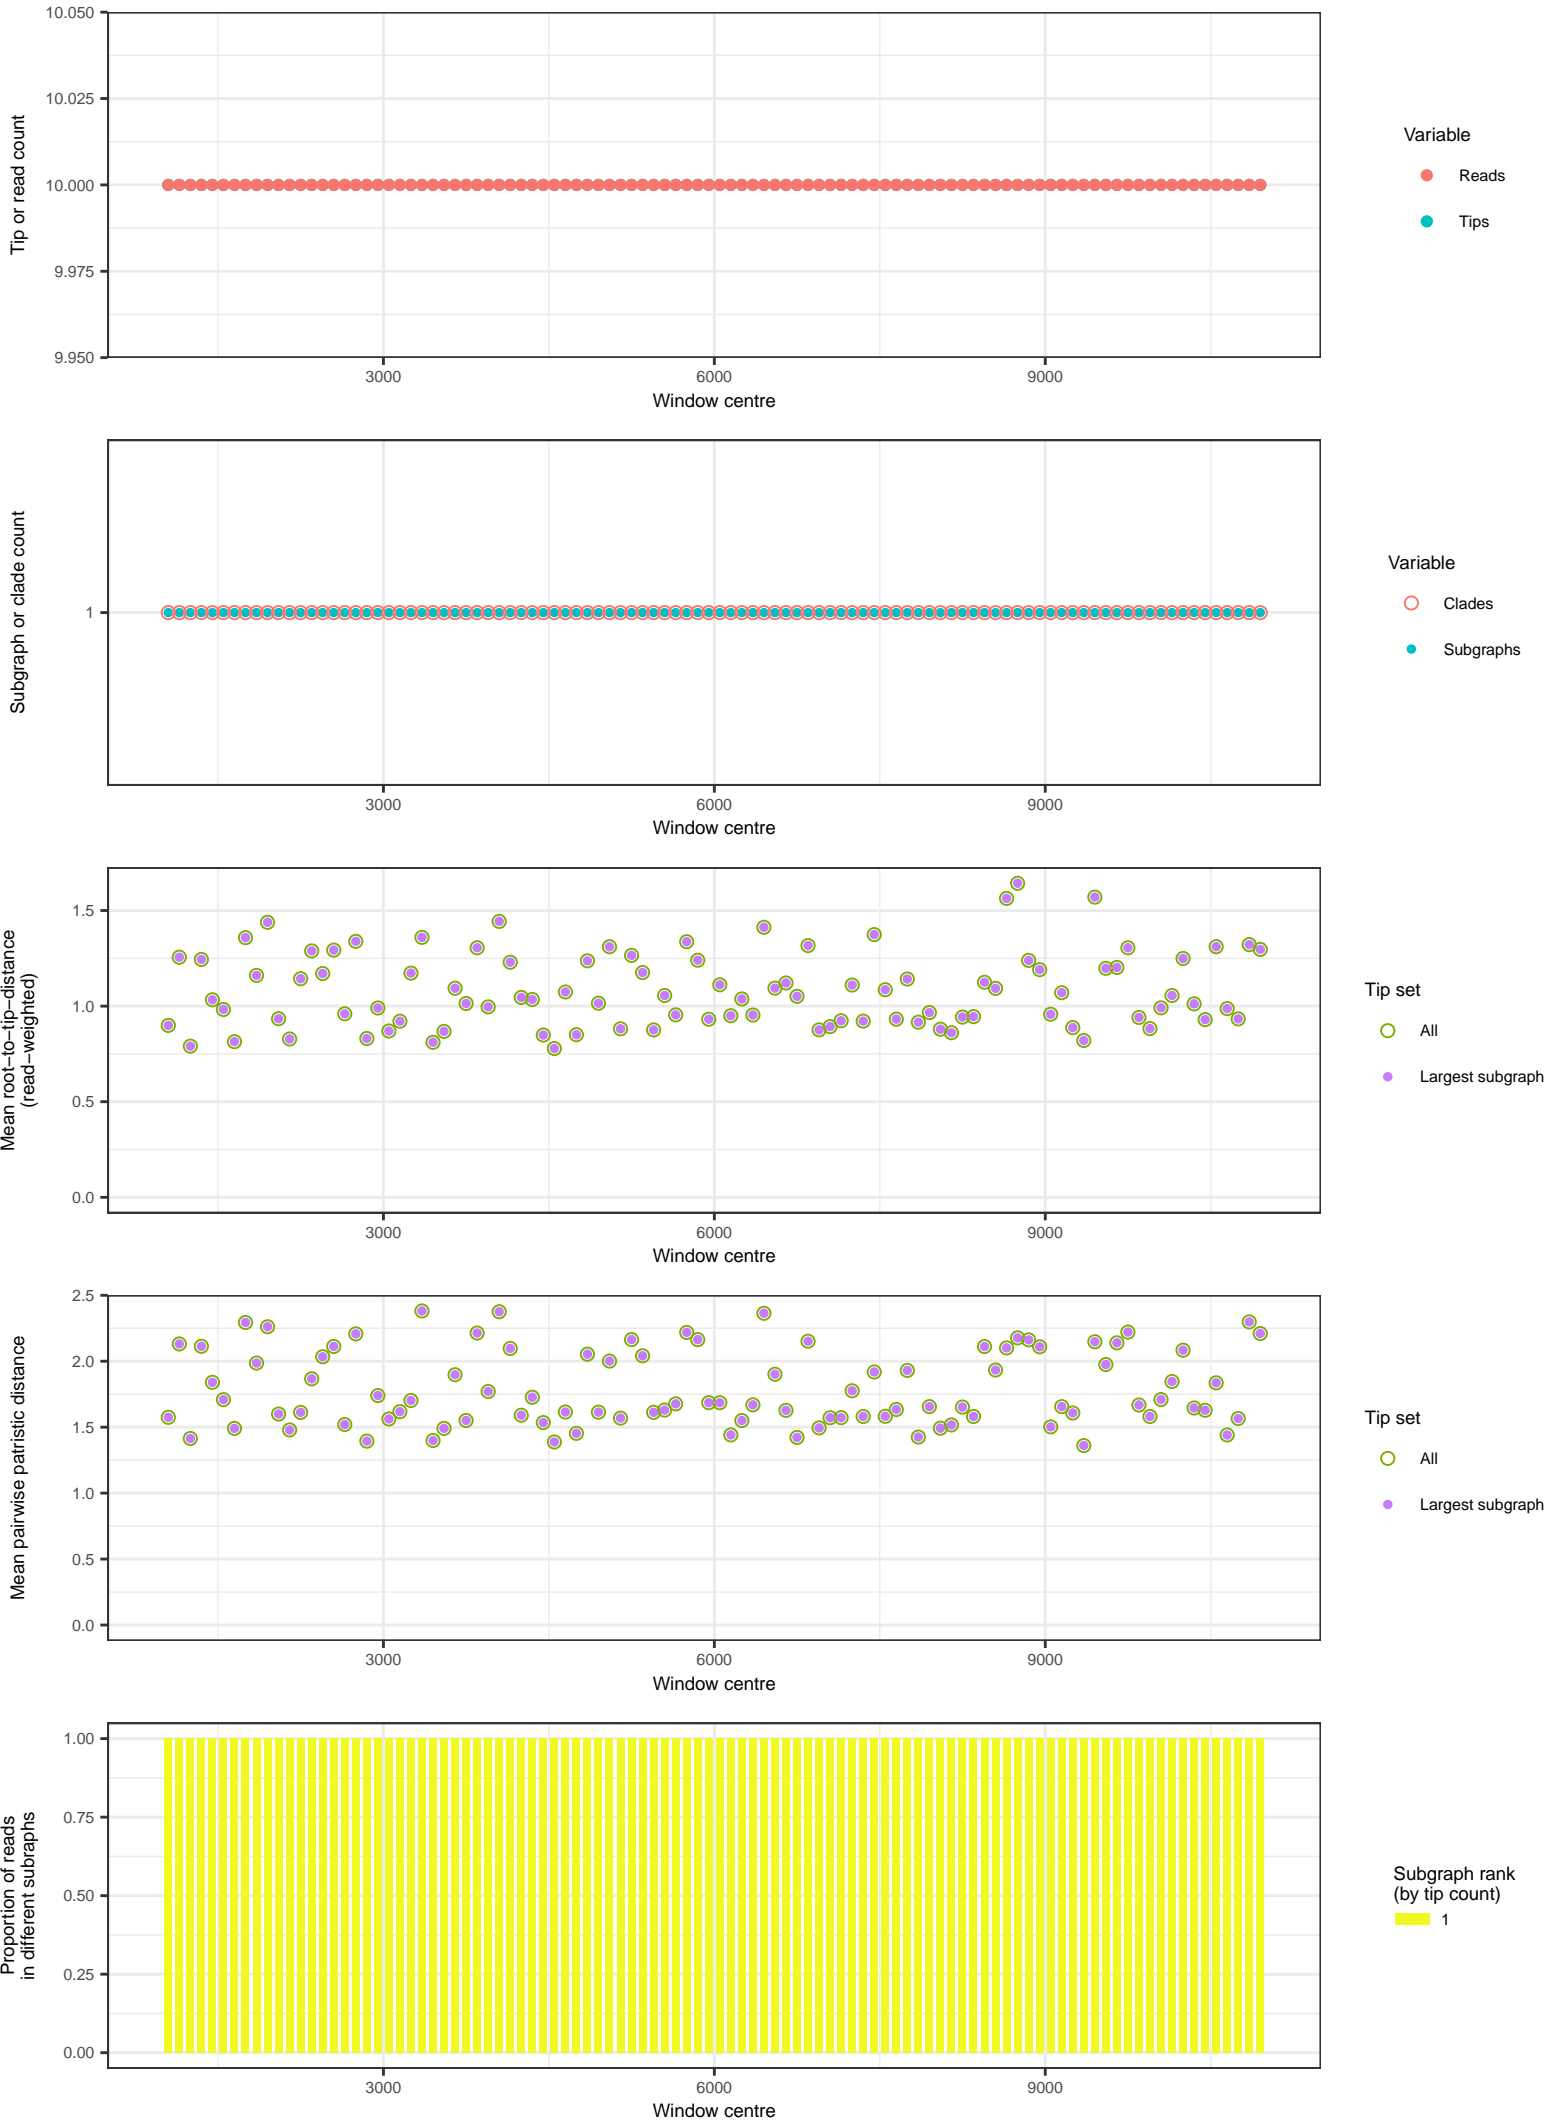 10.050
10.025
10.000
9.975
9.950
Tip or read count
3000 6000 9000
Window centre
Variable
Reads
Tips
1
Subgraph or clade count
3000 6000 9000
Window centre
Variable
Clades
Subgraphs
1.5
1.0
0.5
0.0
Mean root−to−tip−distance
(read−weighted)
3000 6000 9000
Window centre
Tip set
All
Largest subgraph
2.5
2.0
1.5
1.0
0.5
0.0
Mean pairwise patristic distance
3000 6000 9000
Window centre
Tip set
All
Largest subgraph
1.00
0.75
0.50
0.25
0.00
Proportion of reads
in different subraphs
3000 6000 9000
Window centre
Subgraph rank
(by tip count)
1